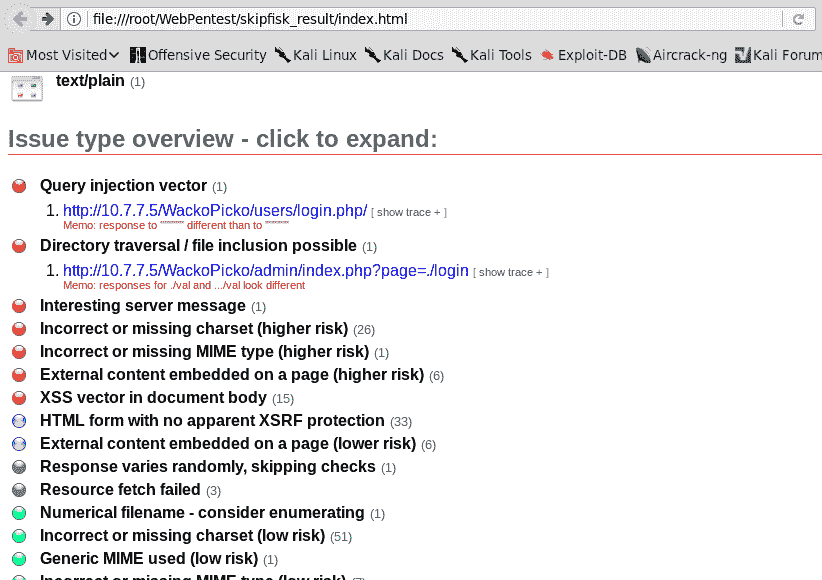 file:///root/WebPentest/skipfisk_result/index.html
Most Visited Offensive Security Kali Linux Kali Docs Kali Tools Exploit-DB Aircrack-ng Kali Forum
text/plain (1)
Issue type overview - click to expand:
Query injection vector (1)
1. http://10.7.7.5/WackoPicko/users/login.php/ [ show trace + ]
Memo: response to different than to
Directory traversal / file inclusion possible (1)
1. http://10.7.7.5/WackoPicko/admin/index.php?page=./login [ show trace + ]
Memo: responses for ./val and .../val look different
Interesting server message (1)
Incorrect or missing charset (higher risk) (26)
Incorrect or missing MIME type (higher risk) (1)
External content embedded on a page (higher risk) (6)
XSS vector in document body (15)
HTML form with no apparent XSRF protection (33)
External content embedded on a page (lower risk) (6)
Response varies randomly, skipping checks (1)
Resource fetch failed (3)
Numerical filename - consider enumerating (1)
Incorrect or missing charset (low risk) (51)
Generic MIME used (low risk) (1)
Incorrect or missing MIME type (low risk)